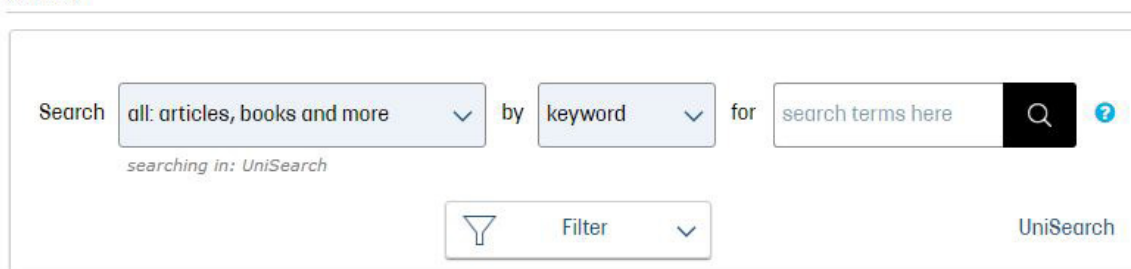 Search all: articles, books and more by keyword for search terms here ?
searching in: UniSearch
Filter UniSearch